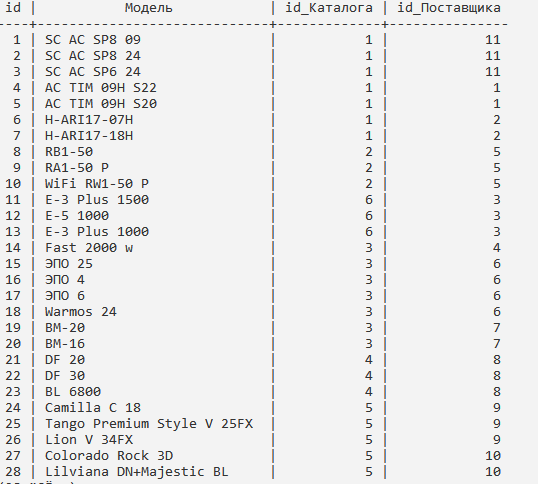 id | Модель | id_Каталога | id_Поставщика
----+-----------------------------+-------------+---------------
1 | SC AC SP8 09 | 1 | 11
2 | SC AC SP8 24 | 1 | 11
3 | SC AC SP6 24 | 1 | 11
4 | AC TIM 09H S22 | 1 | 1
5 | AC TIM 09H S20 | 1 | 1
6 | H-ARI17-07H | 1 | 2
7 | H-ARI17-18H | 1 | 2
8 | RB1-50 | 2 | 5
9 | RA1-50 P | 2 | 5
10 | WiFi RW1-50 P | 2 | 5
11 | E-3 Plus 1500 | 6 | 3
12 | E-5 1000 | 6 | 3
13 | E-3 Plus 1000 | 6 | 3
14 | Fast 2000 w | 3 | 4
15 | ЭПО 25 | 3 | 6
16 | ЭПО 4 | 3 | 6
17 | ЭПО 6 | 3 | 6
18 | Warmos 24 | 3 | 6
19 | BM-20 | 3 | 7
20 | BM-16 | 3 | 7
21 | DF 20 | 4 | 8
22 | DF 30 | 4 | 8
23 | BL 6800 | 4 | 8
24 | Camilla C 18 | 5 | 9
25 | Tango Premium Style V 25FX | 5 | 9
26 | Lion V 34FX | 5 | 9
27 | Colorado Rock 3D | 5 | 10
28 | Lilviana DN+Majestic BL | 5 | 10